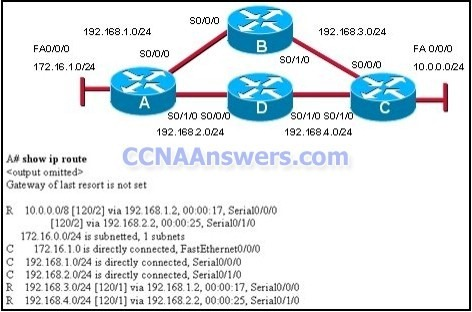 192.168.1.0/24
S0/0/0
192.168.3.0/24
FA0/0/0
B
FA 0/0/0
172.16.1.0/24
S0/0/0
S0/1/0
S0/0/0
10.0.0.0/24
A
D
C
S0/1/0
S0/0/0
S0/1/0
S0/1/0
192.168.2.0/24
192.168.4.0/24
CCNAAnswers.com
A# show ip route
<output omitted>
Gateway of last resort is not set
R 10.0.0.0/8 [120/2] via 192.168.1.2, 00:00:17, Serial0/0/0
[120/2] via 192.168.2.2, 00:00:25, Serial0/1/0
172.16.0.0/24 is subnetted, 1 subnets
C 172.16.1.0 is directly connected, FastEthernet0/0/0
C 192.168.1.0/24 is directly connected, Serial0/0/0
C 192.168.2.0/24 is directly connected, Serial0/1/0
R 192.168.3.0/24 [120/1] via 192.168.1.2, 00:00:17, Serial0/0/0
R 192.168.4.0/24 [120/1] via 192.168.2.2, 00:00:25, Serial0/1/0